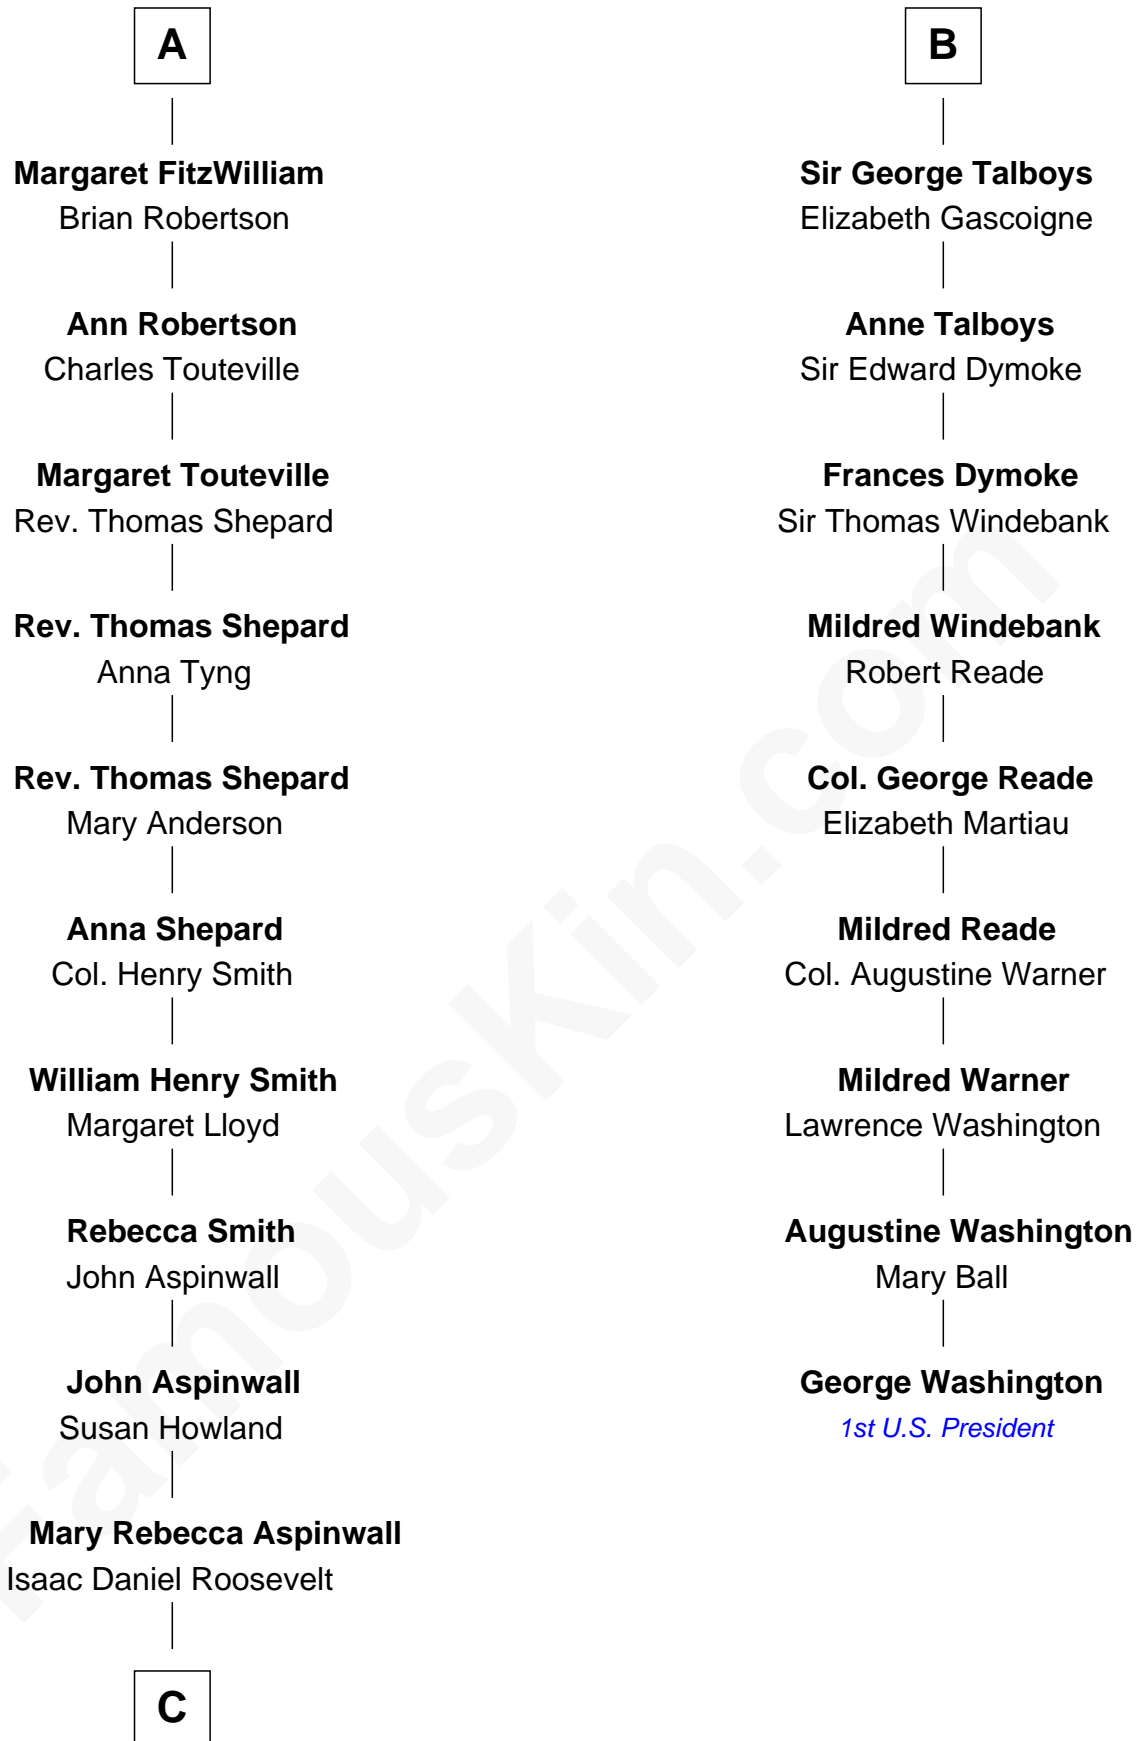 A
Margaret FitzWilliam
Brian Robertson
Ann Robertson
Charles Touteville
Margaret Touteville
Rev. Thomas Shepard
Rev. Thomas Shepard
Anna Tyng
Rev. Thomas Shepard
Mary Anderson
Anna Shepard
Col. Henry Smith
William Henry Smith
Margaret Lloyd
Rebecca Smith
John Aspinwall
John Aspinwall
Susan Howland
Mary Rebecca Aspinwall
Isaac Daniel Roosevelt
C
B
Sir George Talboys
Elizabeth Gascoigne
Anne Talboys
Sir Edward Dymoke
Frances Dymoke
Sir Thomas Windebank
Mildred Windebank
Robert Reade
Col. George Reade
Elizabeth Martiau
Mildred Reade
Col. Augustine Warner
Mildred Warner
Lawrence Washington
Augustine Washington
Mary Ball
George Washington
1st U.S. President
FamousKin.com